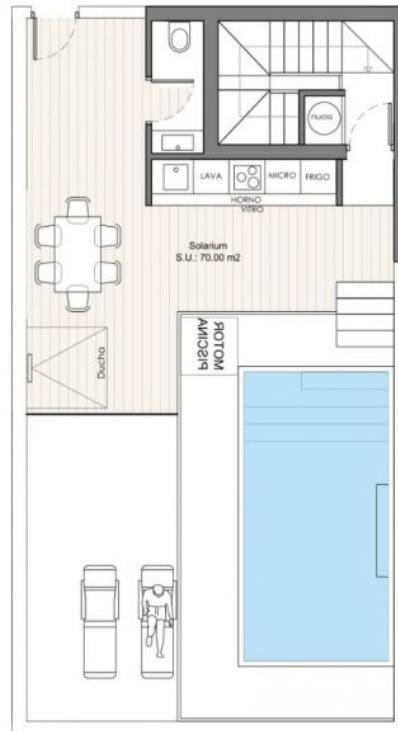 LAVA
MICRO
FRIGO
HORNO
VITRO
Solarium
S.U.: 70.00 m2
MOTOR
PISCINA
Ducha